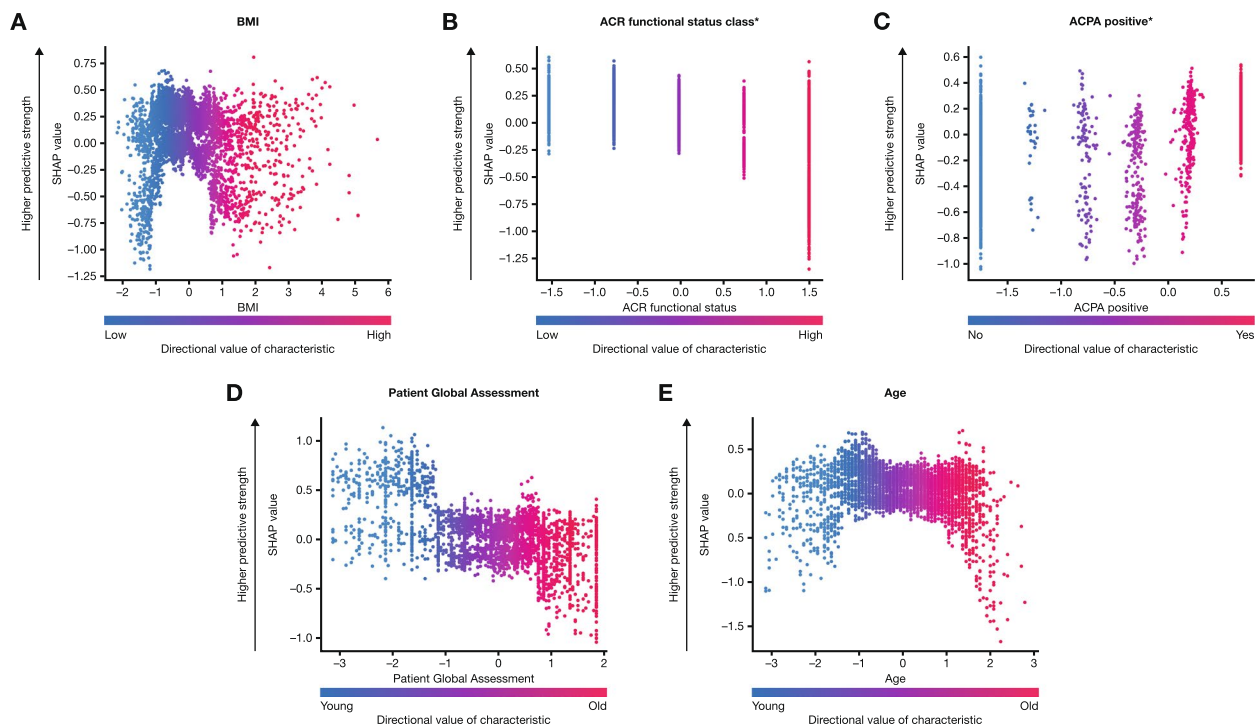 A
BMI
Higher predictive strength
SHAP value
0.75
0.50
0.25
0.00
−0.25
−0.50
−0.75
−1.00
−1.25
−2 −1 0 1 2 3 4 5 6
BMI
Low High
Directional value of characteristic
B
ACR functional status class*
Higher predictive strength
SHAP value
0.50
0.25
0.00
−0.25
−0.50
−0.75
−1.00
−1.25
−1.5 −1.0 −0.5 0.0 0.5 1.0 1.5
ACR functional status
Low High
Directional value of characteristic
C
ACPA positive*
Higher predictive strength
SHAP value
0.6
0.4
0.2
0.0
−0.2
−0.4
−0.6
−0.8
−1.0
−1.5 −1.0 −0.5 0.0 0.5
ACPA positive
No Yes
Directional value of characteristic
D
Patient Global Assessment
Higher predictive strength
SHAP value
1.0
0.5
0.0
−0.5
−1.0
−3 −2 −1 0 1 2
Patient Global Assessment
Young Old
Directional value of characteristic
E
Age
Higher predictive strength
SHAP value
0.5
0.0
0.5
−1.0
−1.5
−3 −2 −1 0 1 2 3
Age
Young Old
Directional value of characteristic